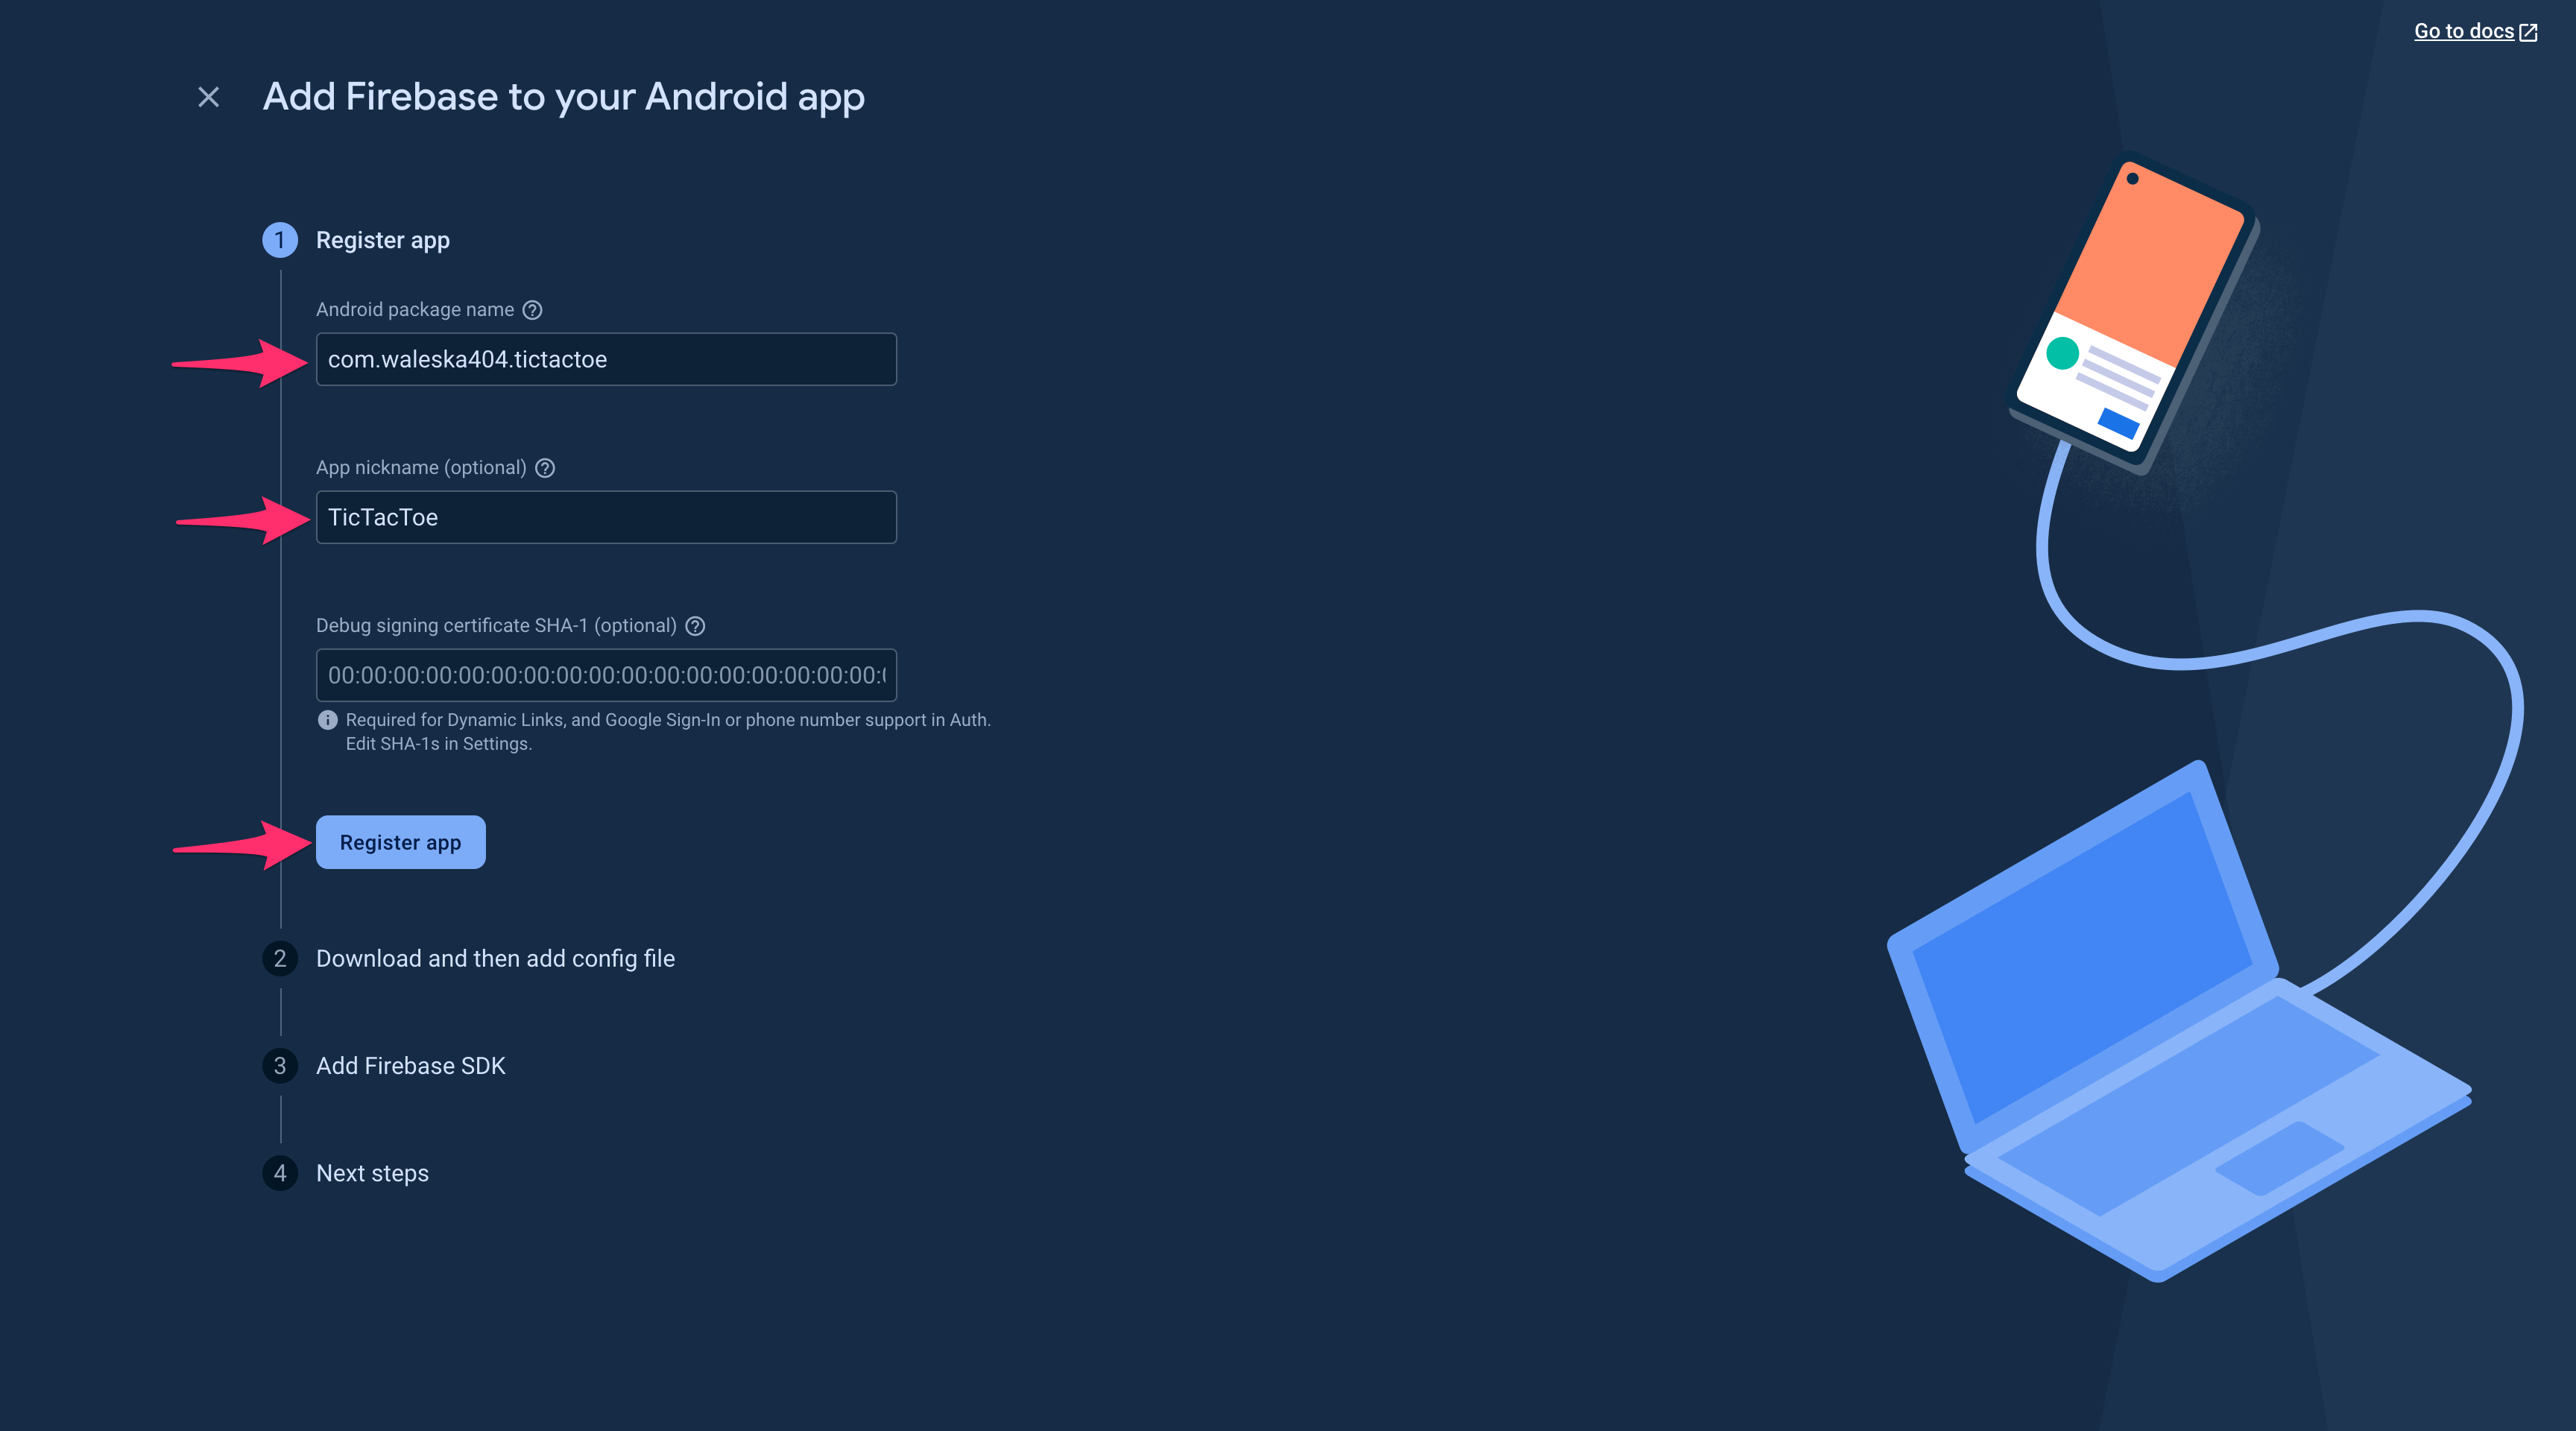 Go to docs
Add Firebase to your Android app
1 Register app
Android package name
com.waleska404.tictactoe
App nickname (optional)
TicTacToe
Debug signing certificate SHA-1 (optional)
00:00:00:00:00:00:00:00:00:00:00:00:00:00:00:00:00:
Required for Dynamic Links, and Google Sign-In or phone number support in Auth.
Edit SHA-1s in Settings.
Register app
2 Download and then add config file
3 Add Firebase SDK
4 Next steps